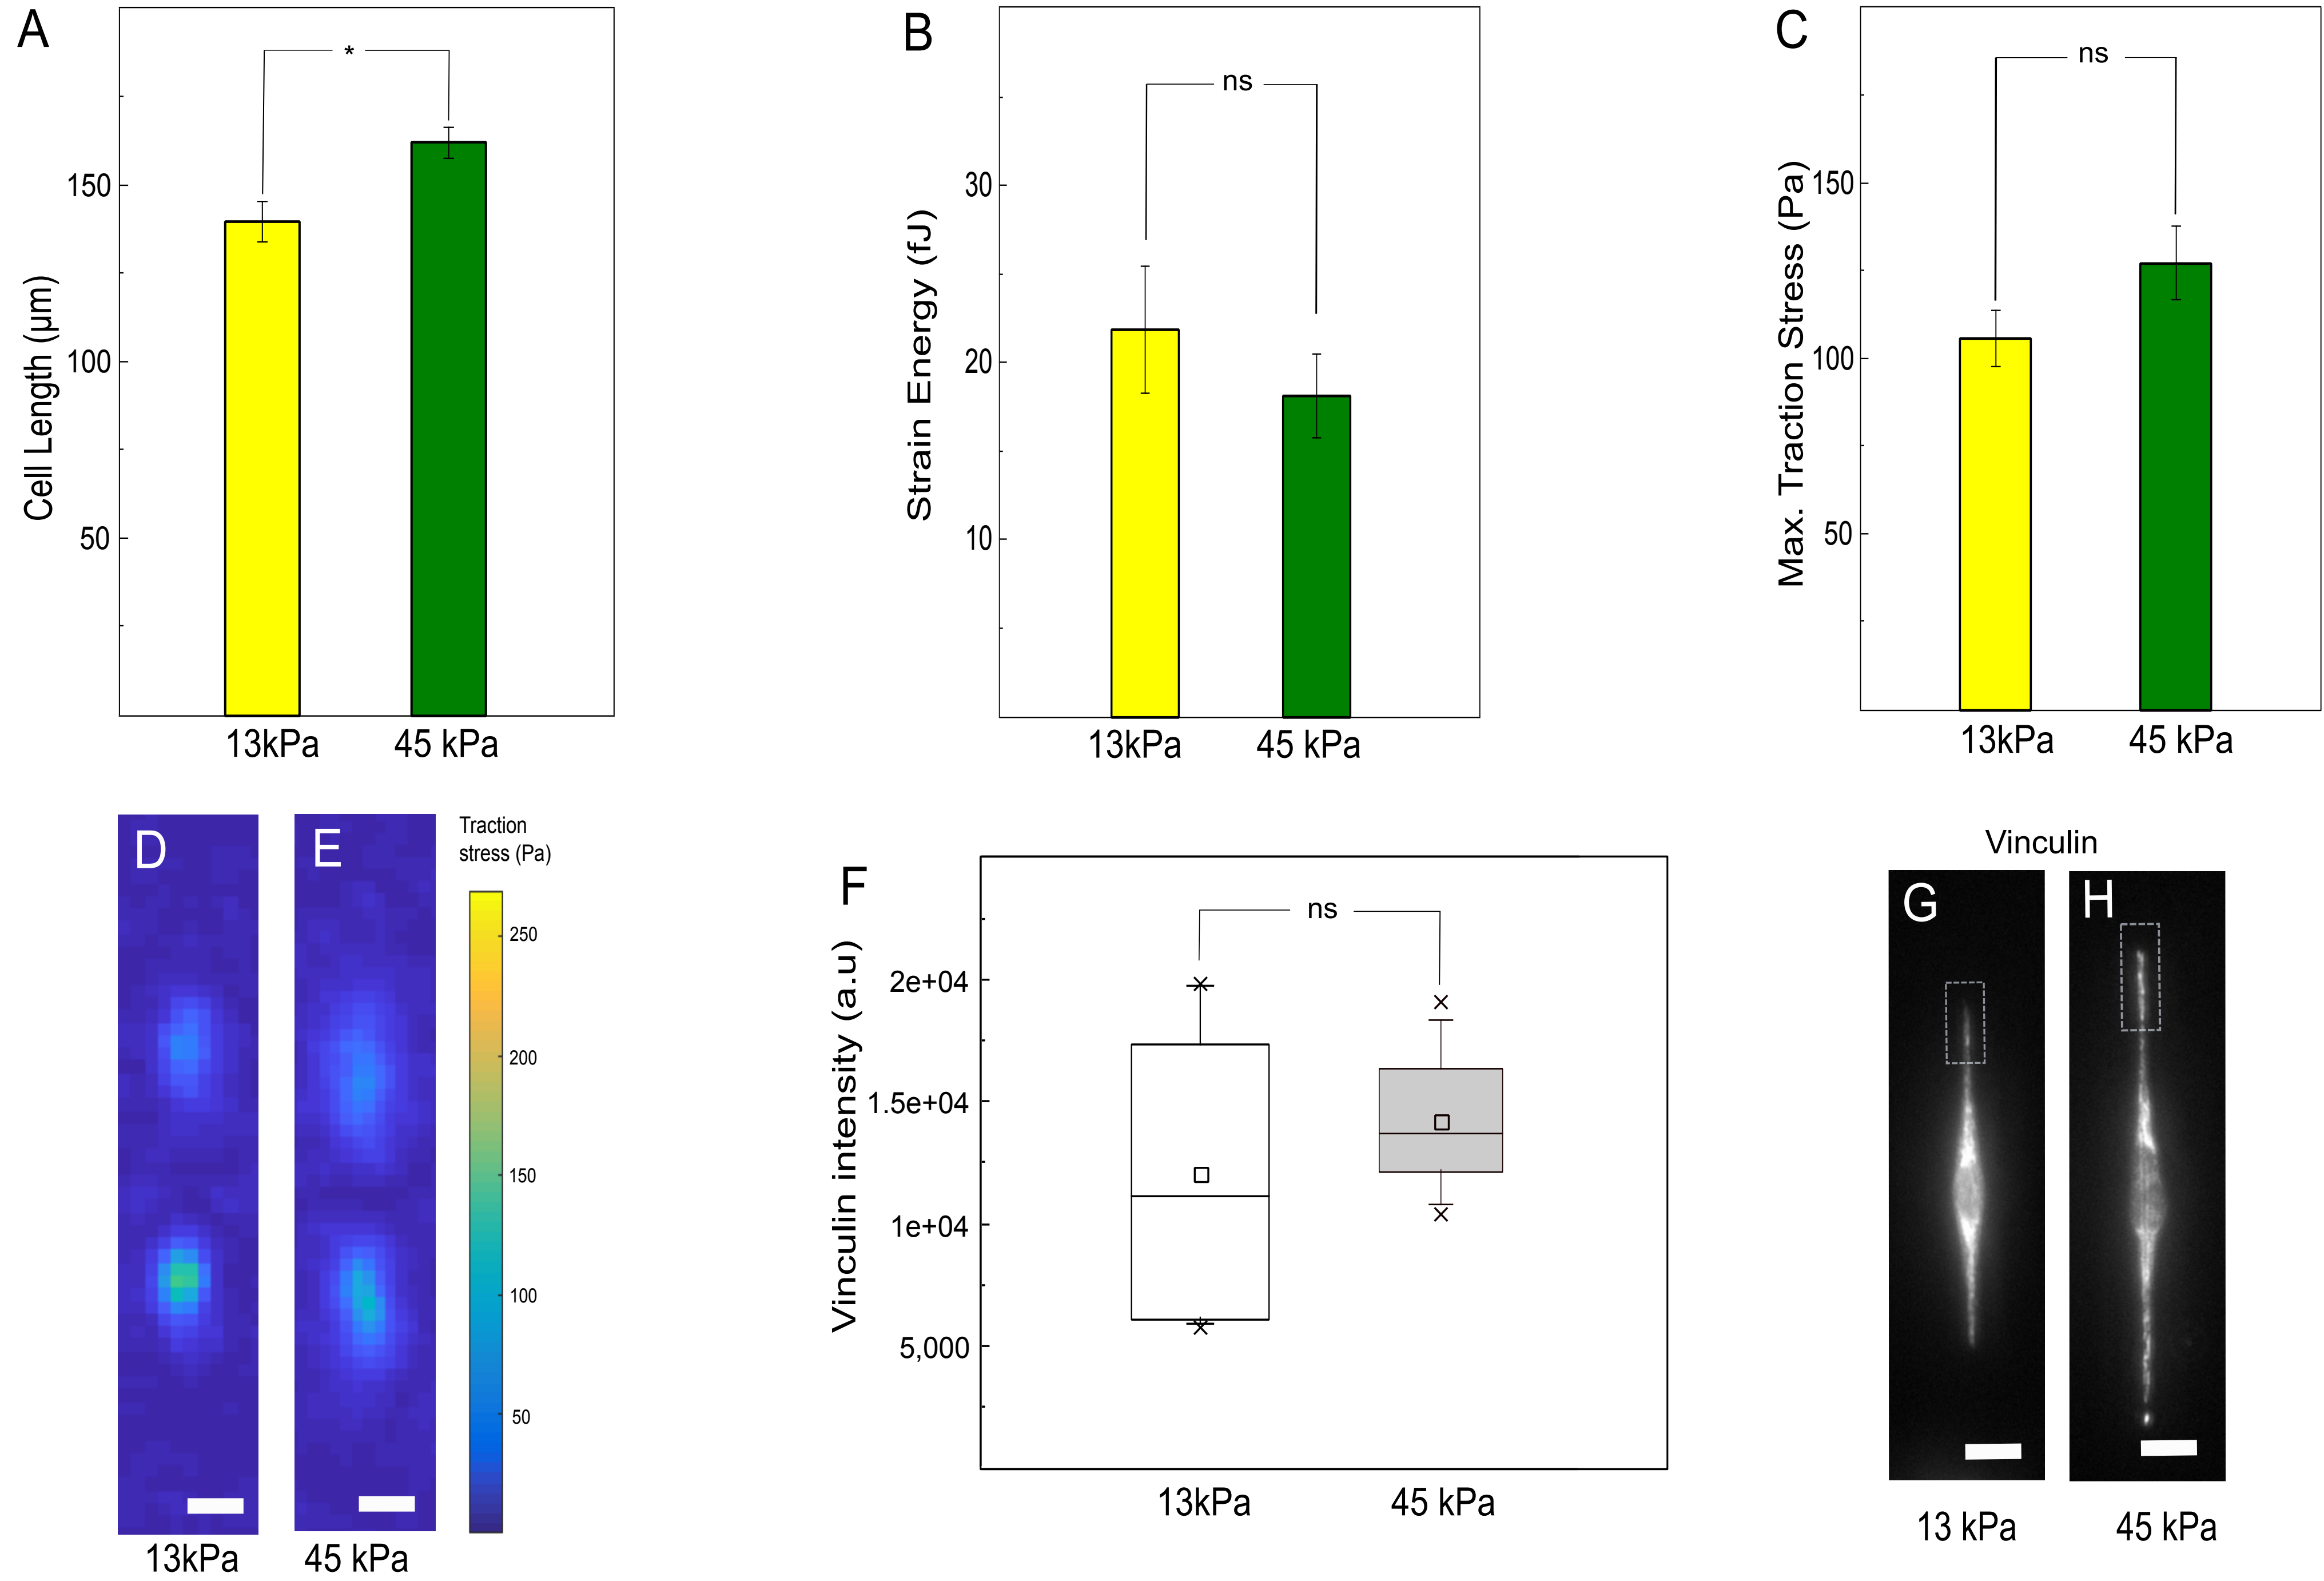 A
*
Cell Length (µm)
150
100
50
13kPa
45 kPa
B
ns
Strain Energy (fJ)
30
20
10
13kPa
45 kPa
C
ns
Max. Traction Stress (Pa)
150
100
50
13kPa
45 kPa
D
13kPa
E
45 kPa
Traction
stress (Pa)
250
200
150
100
50
F
ns
Vinculin intensity (a.u)
2e+04
1.5e+04
1e+04
5,000
13kPa
45 kPa
Vinculin
G
H
13 kPa
45 kPa